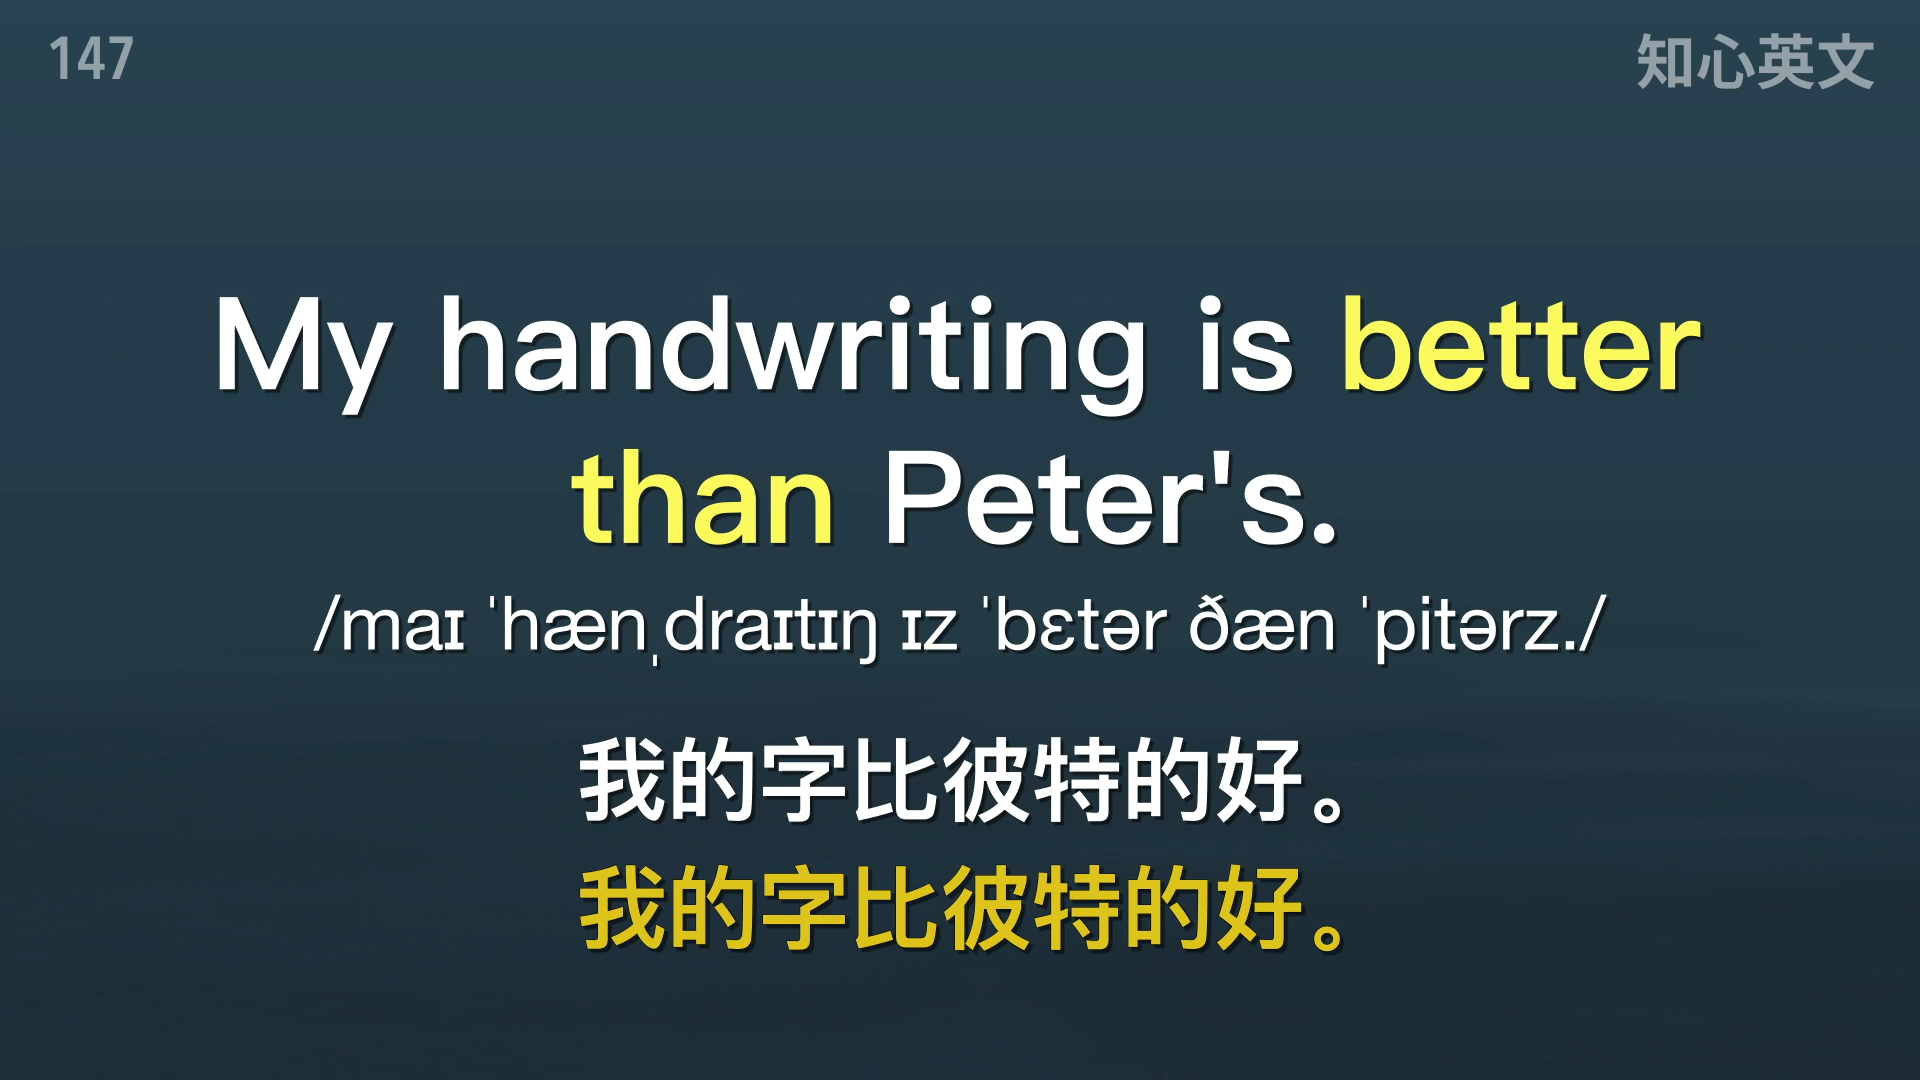 147
知心英文
My handwriting is better
than Peter's.
/maɪ ˈhænˌdraɪtɪŋ ɪz ˈbɛtər ðæn ˈpitərz./
我的字比彼特的好。
我的字比彼特的好。